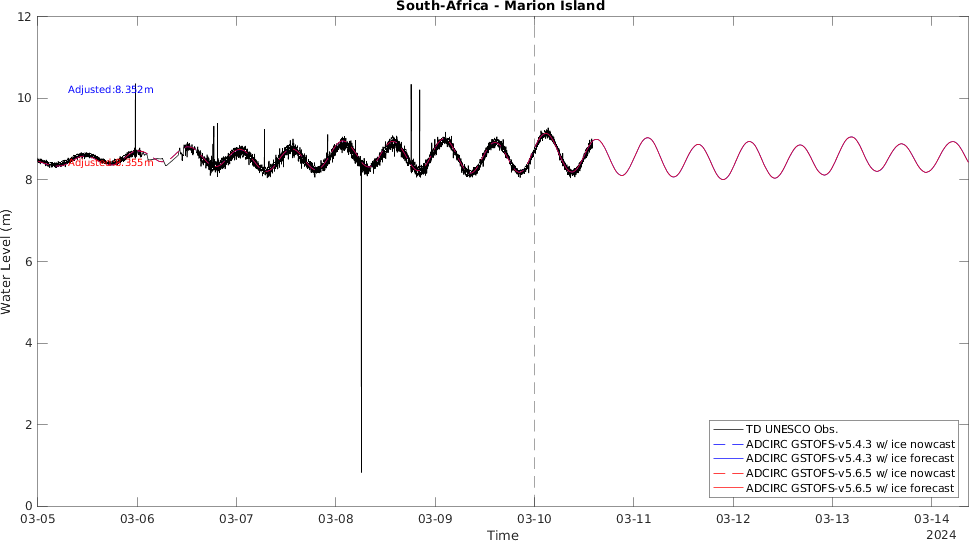 South-Africa - Marion Island
12
10
8
6
4
2
0
Water Level (m)
Adjusted:8.352m
Adjusted:8.355m
TD UNESCO Obs.
ADCIRC GSTOFS-v5.4.3 w/ ice nowcast
ADCIRC GSTOFS-v5.4.3 w/ ice forecast
ADCIRC GSTOFS-v5.6.5 w/ ice nowcast
ADCIRC GSTOFS-v5.6.5 w/ ice forecast
03-05 03-06 03-07 03-08 03-09 03-10 03-11 03-12 03-13 03-14
Time 2024